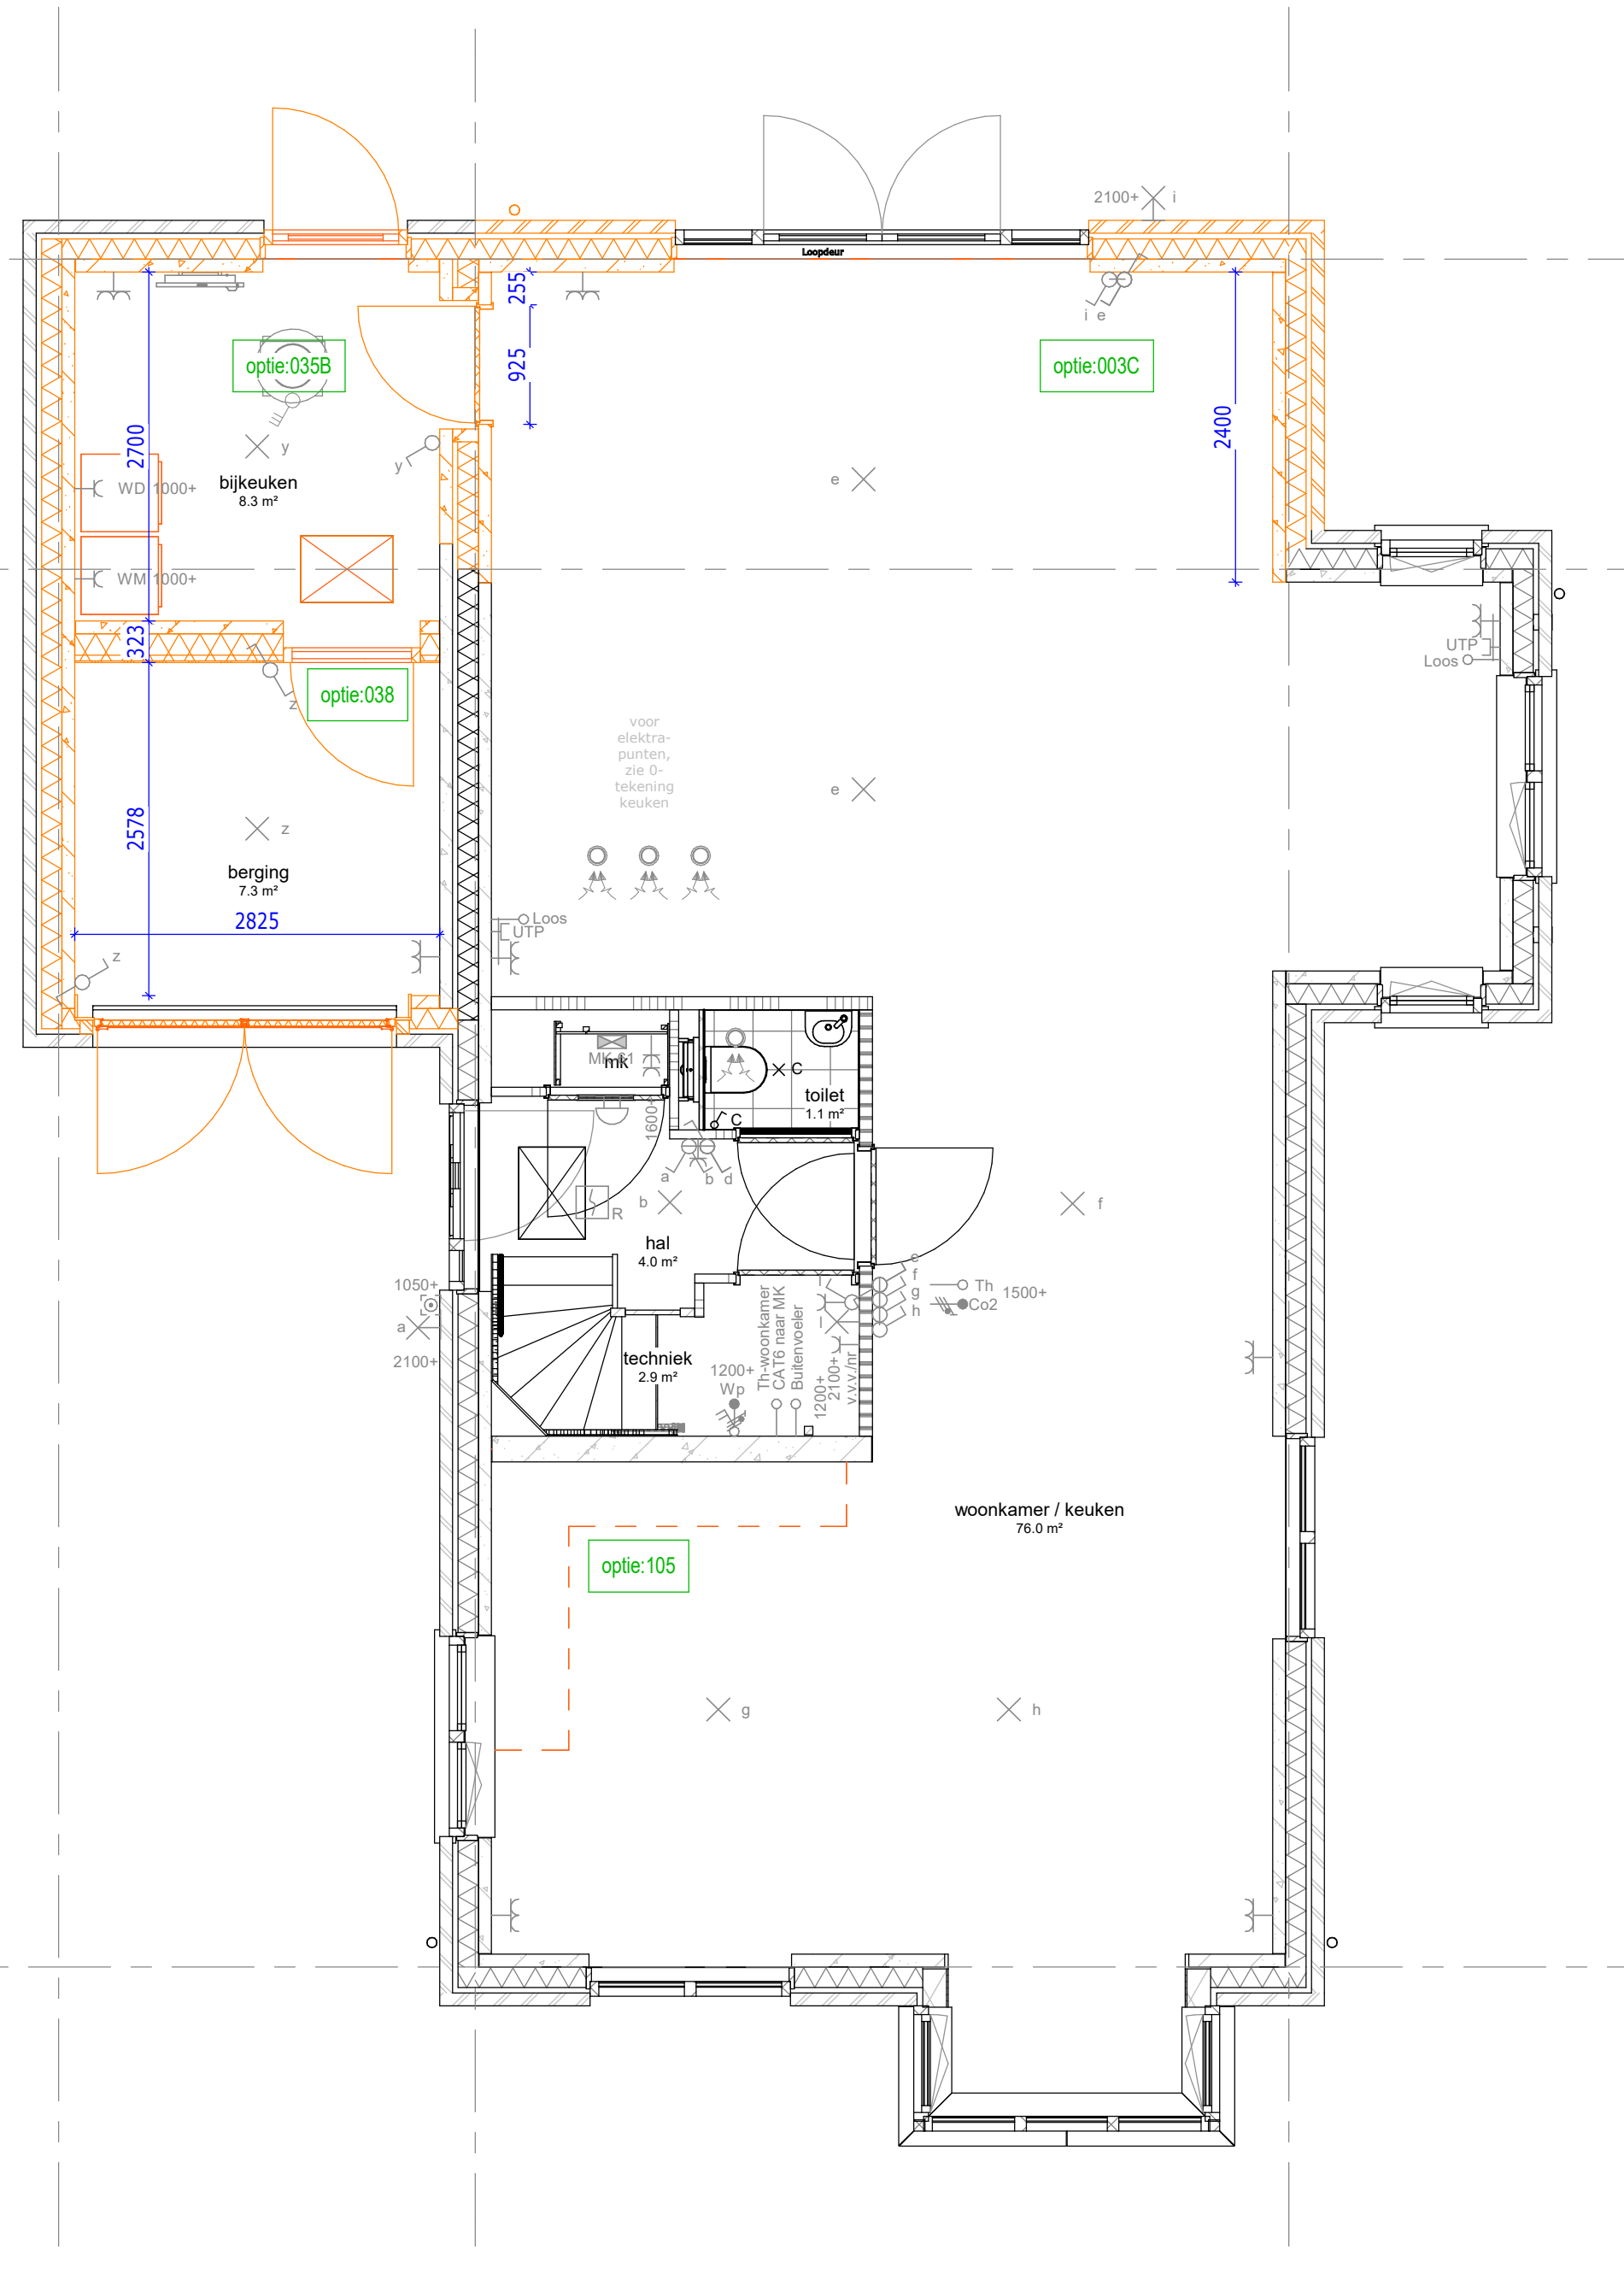 2100+ i
Loopdeur
255
i e
optie:035B
optie:003C
925
2700
2400
y
y
WD 1000+
bijkeuken
8.3 m²
e
WM 1000+
323
UTP
Loos
optie:038
z
voor
elektra-
punten,
zie 0-
tekening
keuken
e
2578
z
berging
7.3 m²
2825
Loos
UTP
z
mk
C
toilet
1.1 m²
C
1600+
a b d
b
R
f
hal
4.0 m²
e
f
g
h
Th
Co2
1500+
1050+
a
2100+
techniek
2.9 m²
1200+
Wp
Th-woonkamer
CAT6 naar MK
Buitenvoeler
1200+
2100+
v.v.v./nr
woonkamer / keuken
76.0 m²
optie:105
g
h